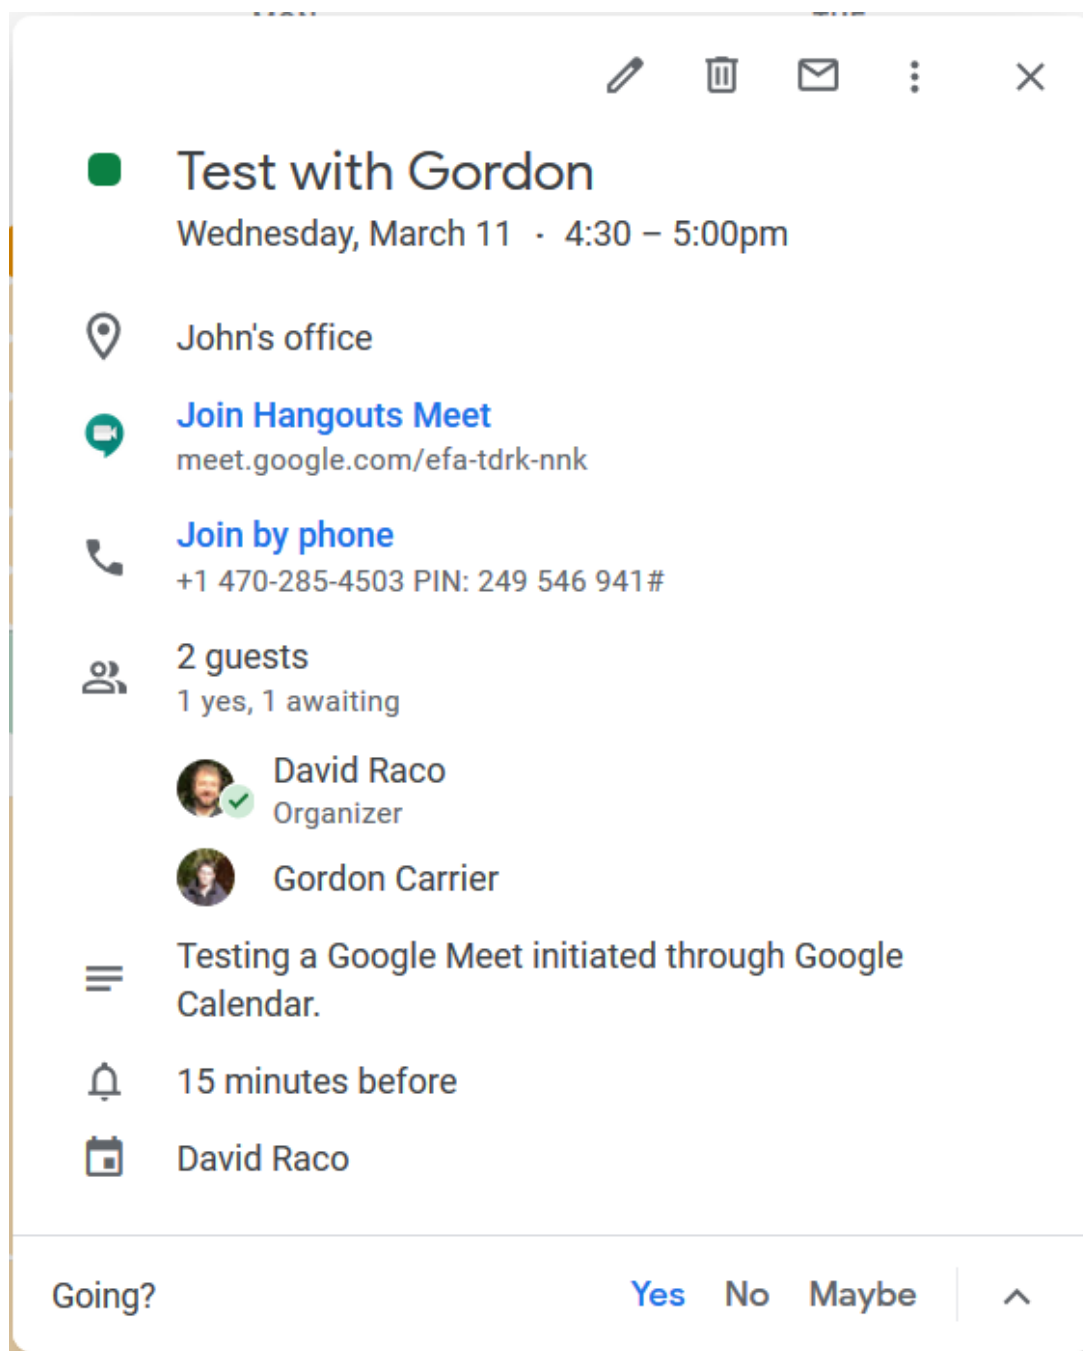 Test with Gordon
Wednesday, March 11 · 4:30 – 5:00pm
John's office
Join Hangouts Meet
meet.google.com/efa-tdrk-nnk
Join by phone
+1 470-285-4503 PIN: 249 546 941#
2 guests
1 yes, 1 awaiting
David Raco
Organizer
Gordon Carrier
Testing a Google Meet initiated through Google
Calendar.
15 minutes before
David Raco
Going? Yes No Maybe